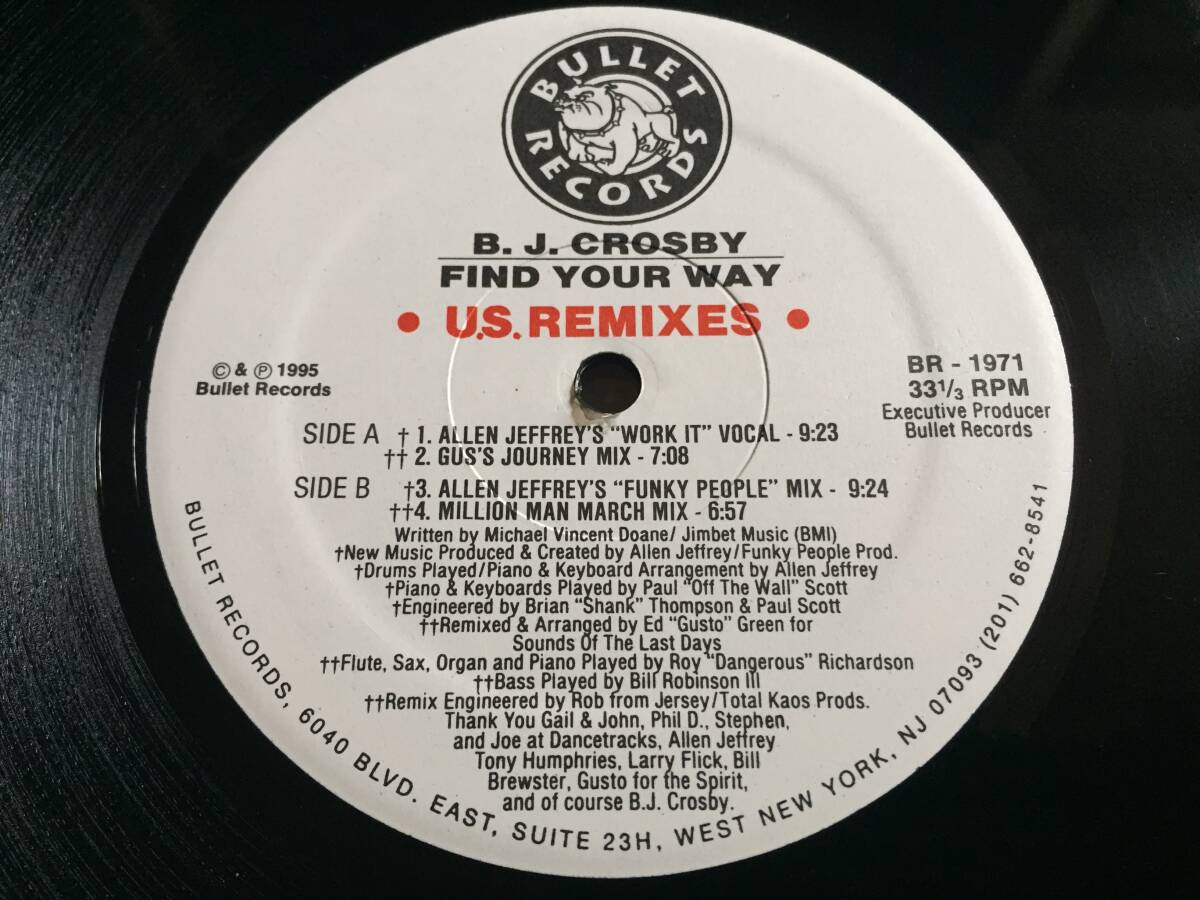 BULLET RECORDS
B. J. CROSBY
FIND YOUR WAY
• U.S. REMIXES •
© & ℗ 1995
Bullet Records
BR - 1971
33 1/3 RPM
Executive Producer
Bullet Records
SIDE A † 1. ALLEN JEFFREY'S "WORK IT" VOCAL - 9:23
†† 2. GUS'S JOURNEY MIX - 7:08
SIDE B †3. ALLEN JEFFREY'S "FUNKY PEOPLE" MIX - 9:24
††4. MILLION MAN MARCH MIX - 6:57
Written by Michael Vincent Doane/ Jimbet Music (BMI)
†New Music Produced & Created by Allen Jeffrey/Funky People Prod.
†Drums Played/Piano & Keyboard Arrangement by Allen Jeffrey
†Piano & Keyboards Played by Paul "Off The Wall" Scott
†Engineered by Brian "Shank" Thompson & Paul Scott
††Remixed & Arranged by Ed "Gusto" Green for
Sounds Of The Last Days
††Flute, Sax, Organ and Piano Played by Roy "Dangerous" Richardson
††Bass Played by Bill Robinson III
††Remix Engineered by Rob from Jersey/Total Kaos Prods.
Thank You Gail & John, Phil D., Stephen,
and Joe at Dancetracks, Allen Jeffrey
Tony Humphries, Larry Flick, Bill
Brewster, Gusto for the Spirit,
and of course B.J. Crosby.
BULLET RECORDS, 6040 BLVD. EAST, SUITE 23H, WEST NEW YORK, NJ 07093 (201) 662-8541